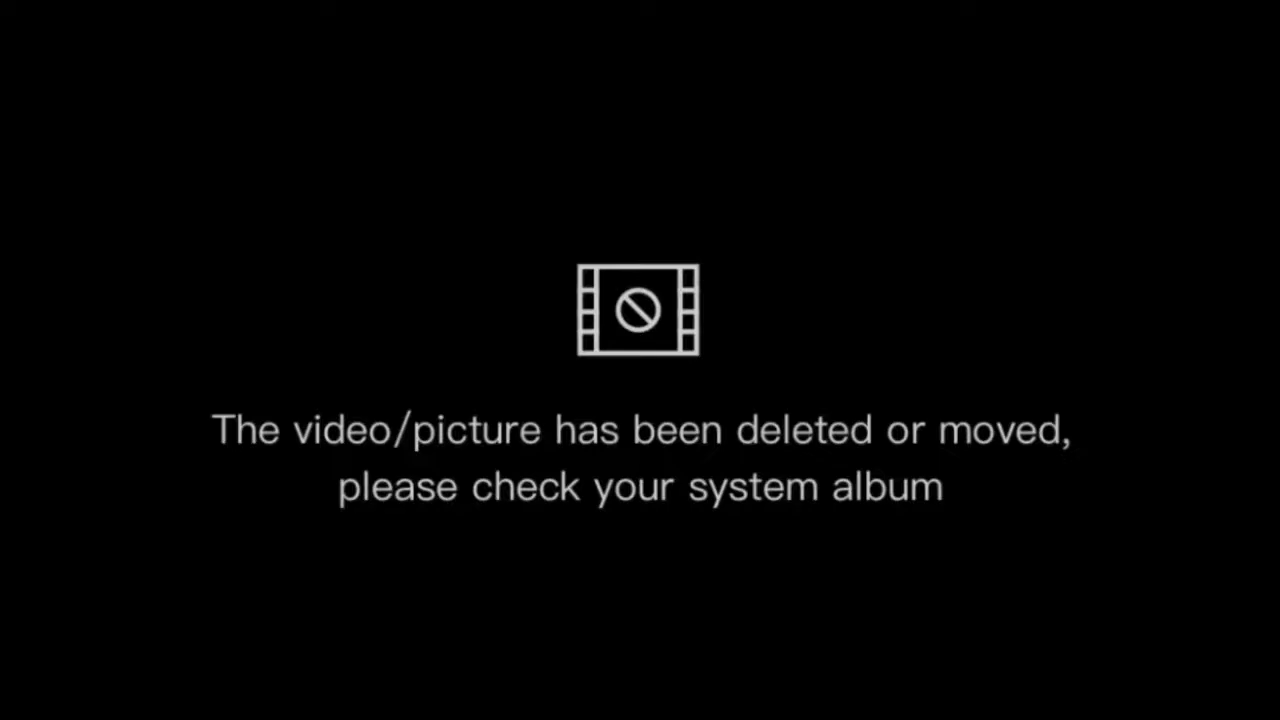 The video/picture has been deleted or moved,
please check your system album